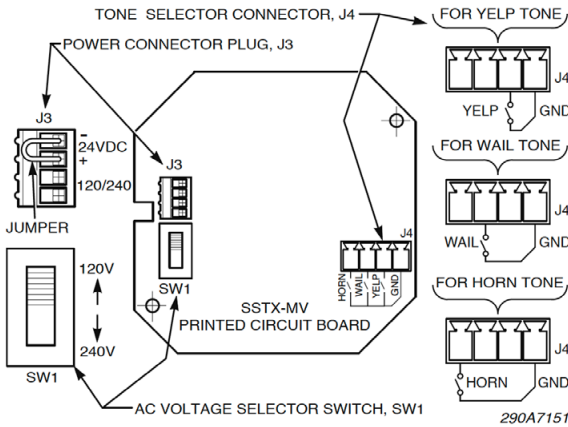 TONE SELECTOR CONNECTOR, J4
POWER CONNECTOR PLUG, J3
J3
-
24VDC
+
120/240
JUMPER
120V
240V
SW1
J3
SW1
J4
HORN
WAIL
YELP
GND
SSTX-MV
PRINTED CIRCUIT BOARD
AC VOLTAGE SELECTOR SWITCH, SW1
FOR YELP TONE
J4
YELP
GND
FOR WAIL TONE
J4
WAIL
GND
FOR HORN TONE
J4
HORN
GND
290A7151